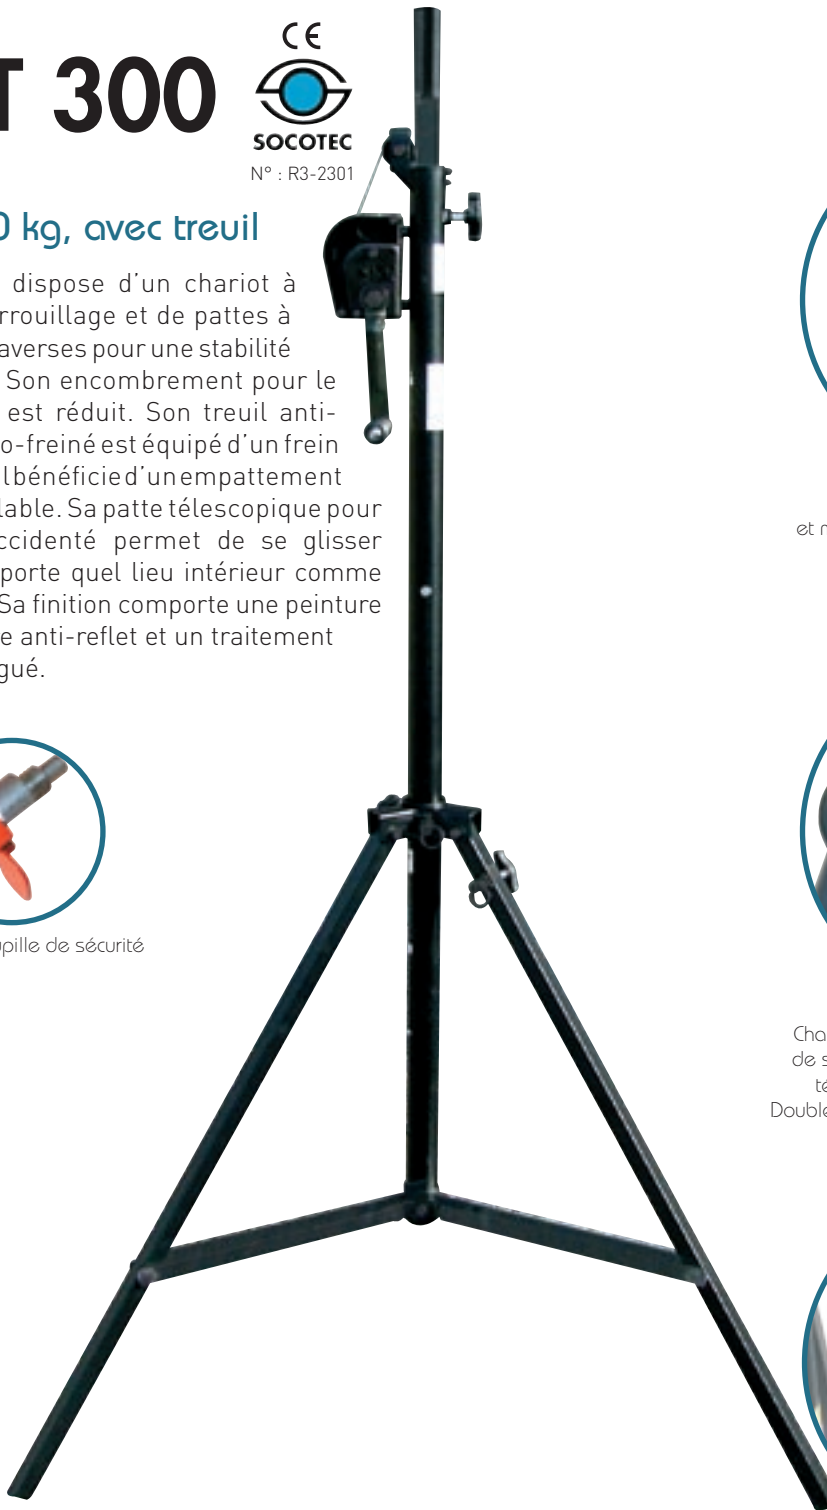 T 300
CE
SOCOTEC
N° : R3-2301
0 kg, avec treuil
dispose d’un chariot à
rrouillage et de pattes à
averses pour une stabilité
Son encombrement pour le
est réduit. Son treuil anti-
o-freiné est équipé d’un frein
l bénéficie d’un empattement
lable. Sa patte télescopique pour
ccidenté permet de se glisser
porte quel lieu intérieur comme
Sa finition comporte une peinture
e anti-reflet et un traitement
gué.
upille de sécurité
et r
Cha
de s
té
Double